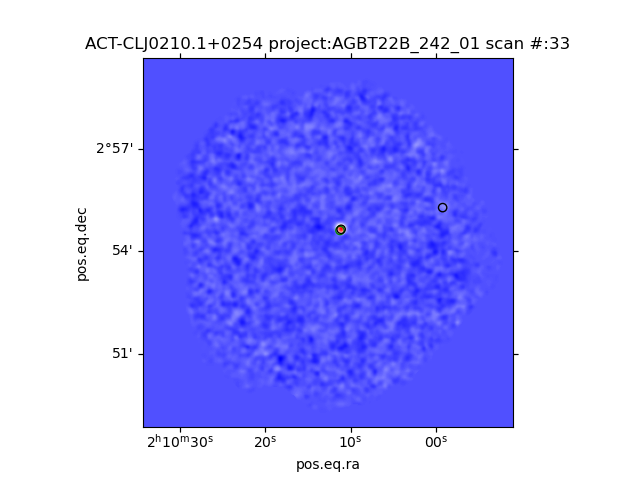 ACT-CLJ0210.1+0254 project:AGBT22B_242_01 scan #:33
2°57'
54'
51'
pos.eq.dec
2ʰ10ᵐ30ˢ 20ˢ 10ˢ 00ˢ
pos.eq.ra